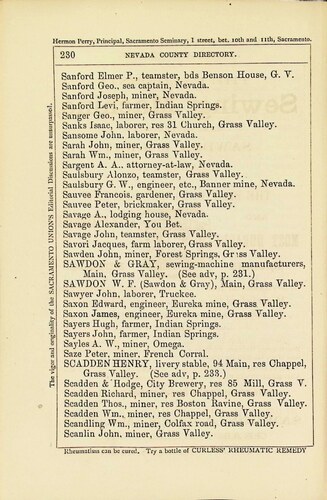 Hermon Perry, Principal, Sacramento Seminary, I street, bet. 10th and 11th, Sacramento.
230 NEVADA COUNTY DIRECTORY.
The vigor and originality of the SACRAMENTO UNION'S Editorial Discussions are unsurpassed.
Sanford Elmer P., teamster, bds Benson House, G. V.
Sanford Geo., sea captain, Nevada.
Sanford Joseph, miner, Nevada.
Sanford Levi, farmer, Indian Springs.
Sanger Geo., miner, Grass Valley.
Sanks Isaac, laborer, res 31 Church, Grass Valley.
Sansome John, laborer, Nevada.
Sarah John, miner, Grass Valley.
Sarah Wm., miner, Grass Valley.
Sargent A. A., attorney-at-law, Nevada.
Saulsbury Alonzo, teamster, Grass Valley.
Saulsbury G. W., engineer, etc., Banner mine, Nevada.
Sauvee Francois, gardener, Grass Valley.
Sauvee Peter, brickmaker, Grass Valley.
Savage A., lodging house, Nevada.
Savage Alexander, You Bet.
Savage John, teamster, Grass Valley.
Savori Jacques, farm laborer, Grass Valley.
Sawden John, miner, Forest Springs, Grass Valley.
SAWDON & GRAY, sewing-machine manufacturers,
Main, Grass Valley. (See adv, p. 231.)
SAWDON W. F. (Sawdon & Gray), Main, Grass Valley.
Sawyer John, laborer, Truckee.
Saxon Edward, engineer, Eureka mine, Grass Valley.
Saxon James, engineer, Eureka mine, Grass Valley.
Sayers Hugh, farmer, Indian Springs.
Sayers John, farmer, Indian Springs.
Sayles A. W., miner, Omega.
Saze Peter, miner, French Corral.
SCADDEN HENRY, livery stable, 94 Main, res Chapel,
Grass Valley. (See adv, p. 233.)
Scadden & Hodge, City Brewery, res 85 Mill, Grass V.
Scadden Richard, miner, res Chapel, Grass Valley.
Scadden Thos., miner, res Boston Ravine, Grass Valley.
Scadden Wm., miner, res Chapel, Grass Valley.
Scandling Wm., miner, Colfax road, Grass Valley.
Scanlin John, miner, Grass Valley.
Rheumatism can be cured. Try a bottle of CURLESS' RHEUMATIC REMEDY